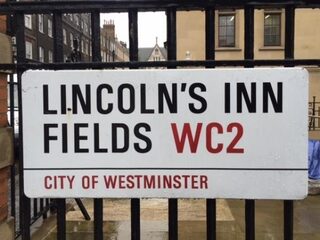 LINCOLN'S INN
FIELDS WC2
CITY OF WESTMINSTER